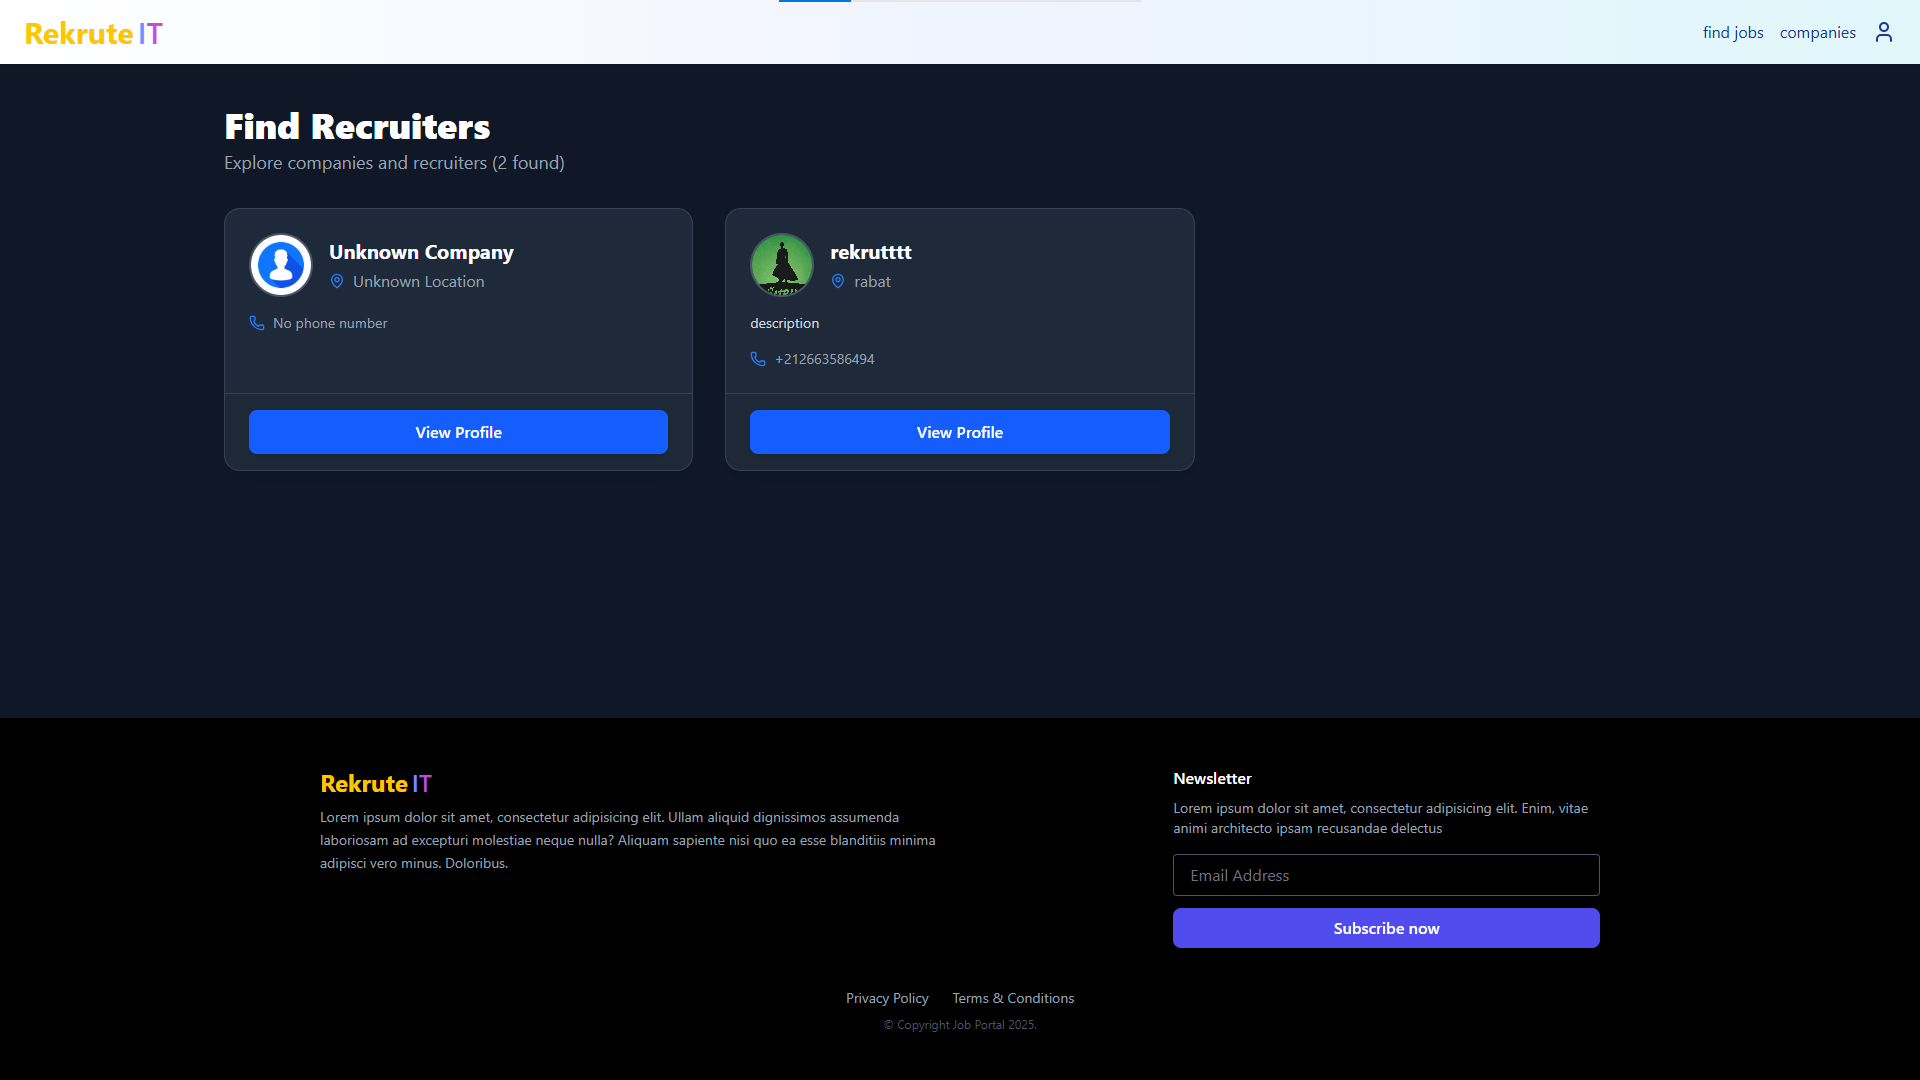 Rekrute IT
find jobs
companies
Find Recruiters
Explore companies and recruiters (2 found)
Unknown Company
Unknown Location
No phone number
View Profile
rekrutttt
rabat
description
+212663586494
View Profile
Rekrute IT
Lorem ipsum dolor sit amet, consectetur adipisicing elit. Ullam aliquid dignissimos assumenda
laboriosam ad excepturi molestiae neque nulla? Aliquam sapiente nisi quo ea esse blanditiis minima
adipisci vero minus. Doloribus.
Newsletter
Lorem ipsum dolor sit amet, consectetur adipisicing elit. Enim, vitae
animi architecto ipsam recusandae delectus
Email Address
Subscribe now
Privacy Policy
Terms & Conditions
© Copyright Job Portal 2025.